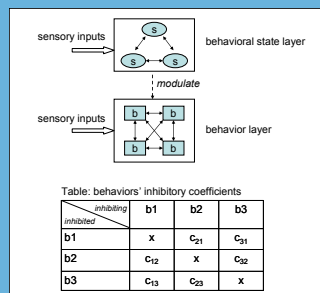 s
sensory inputs
behavioral state layer
s s
modulate
sensory inputs
b b
behavior layer
b b
Table: behaviors' inhibitory coefficients
inhibiting b1 b2 b3
inhibited
b1 x c21 c31
b2 c12 x c32
b3 c13 c23 x